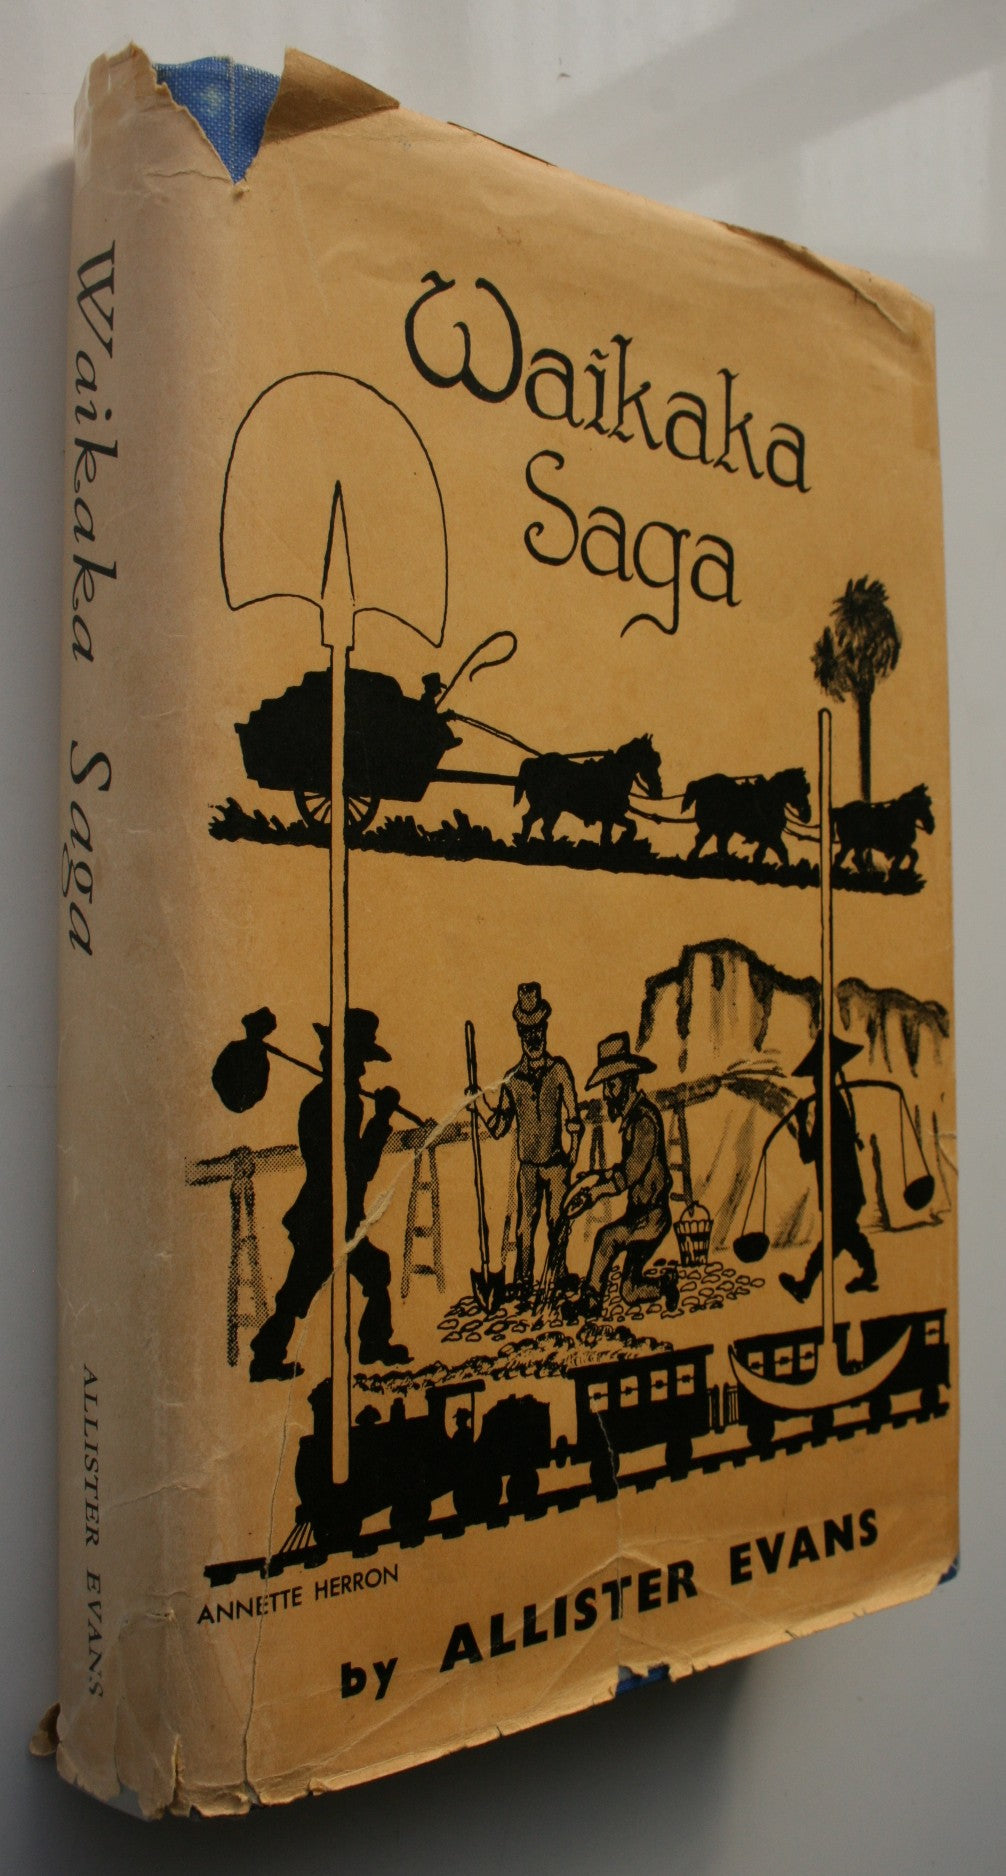 Waikaka Saga
ALLISTER EVANS
Waikaka
Saga
ANNETTE HERRON
by ALLISTER EVANS